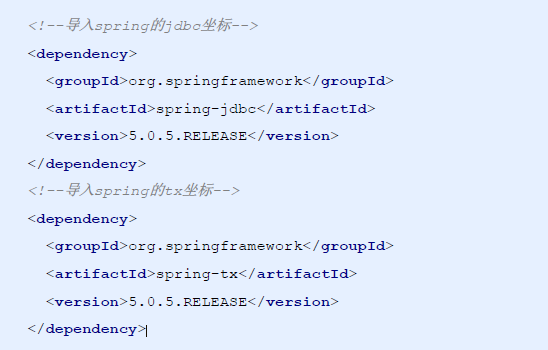 <!--导入spring的jdbc坐标-->
<dependency>
  <groupId>org.springframework</groupId>
  <artifactId>spring-jdbc</artifactId>
  <version>5.0.5.RELEASE</version>
</dependency>
<!--导入spring的tx坐标-->
<dependency>
  <groupId>org.springframework</groupId>
  <artifactId>spring-tx</artifactId>
  <version>5.0.5.RELEASE</version>
</dependency>